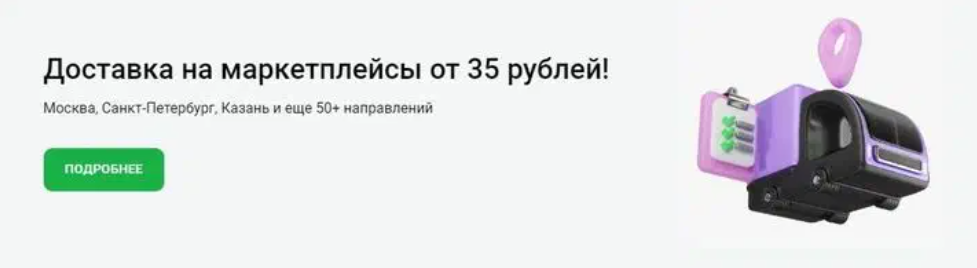 Доставка на маркетплейсы от 35 рублей!
Москва, Санкт-Петербург, Казань и еще 50+ направлений
ПОДРОБНЕЕ